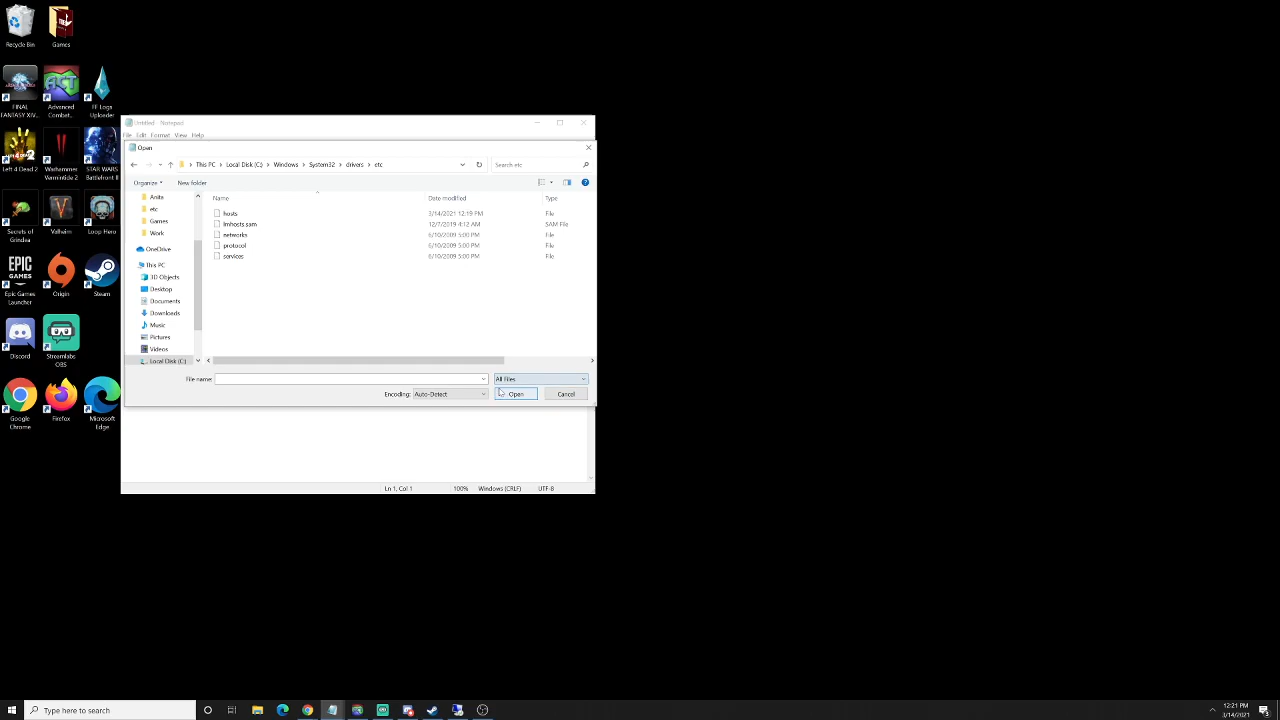 Recycle Bin
Games
FINAL
FANTASY XIV...
Advanced
Combat...
FF Logs
Uploader
Left 4 Dead 2
Warhammer
Vermintide 2
STAR WARS
Battlefront II
Secrets of
Grindea
Valheim
Loop Hero
EPIC
GAMES
Epic Games
Launcher
Origin
Steam
Discord
Streamlabs
OBS
Google
Chrome
Firefox
Microsoft
Edge
Untitled - Notepad
File Edit Format View Help
Open
This PC > Local Disk (C:) > Windows > System32 > drivers > etc
Search etc
Organize New folder
Name Date modified Type
hosts 3/14/2021 12:19 PM File
lmhosts.sam 12/7/2019 4:12 AM SAM File
networks 6/10/2009 5:00 PM File
protocol 6/10/2009 5:00 PM File
services 6/10/2009 5:00 PM File
Anita
etc
Games
Work
OneDrive
This PC
3D Objects
Desktop
Documents
Downloads
Music
Pictures
Videos
Local Disk (C:)
File name: All Files
Encoding: Auto-Detect Open Cancel
Ln 1, Col 1 100% Windows (CRLF) UTF-8
Type here to search
12:21 PM
3/14/2021